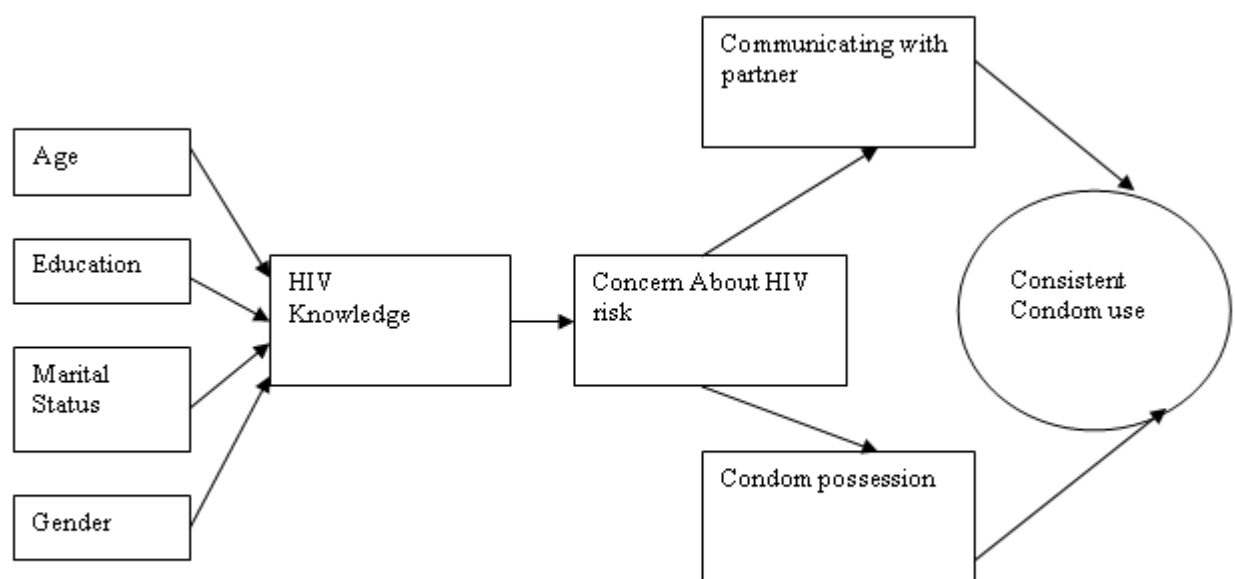 Communicating with
partner
Age
Education
Marital
Status
Gender
HIV
Knowledge
Concern About HIV
risk
Condom possession
Consistent
Condom use